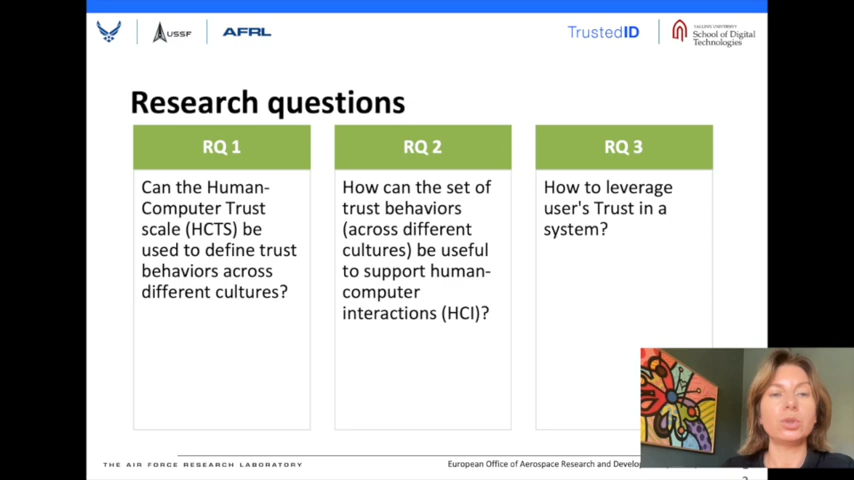 USSF
AFRL
TrustedID
TALLINN UNIVERSITY
School of Digital
Technologies
Research questions
RQ 1
Can the Human-
Computer Trust
scale (HCTS) be
used to define trust
behaviors across
different cultures?
RQ 2
How can the set of
trust behaviors
(across different
cultures) be useful
to support human-
computer
interactions (HCI)?
RQ 3
How to leverage
user's Trust in a
system?
THE AIR FORCE RESEARCH LABORATORY
European Office of Aerospace Research and